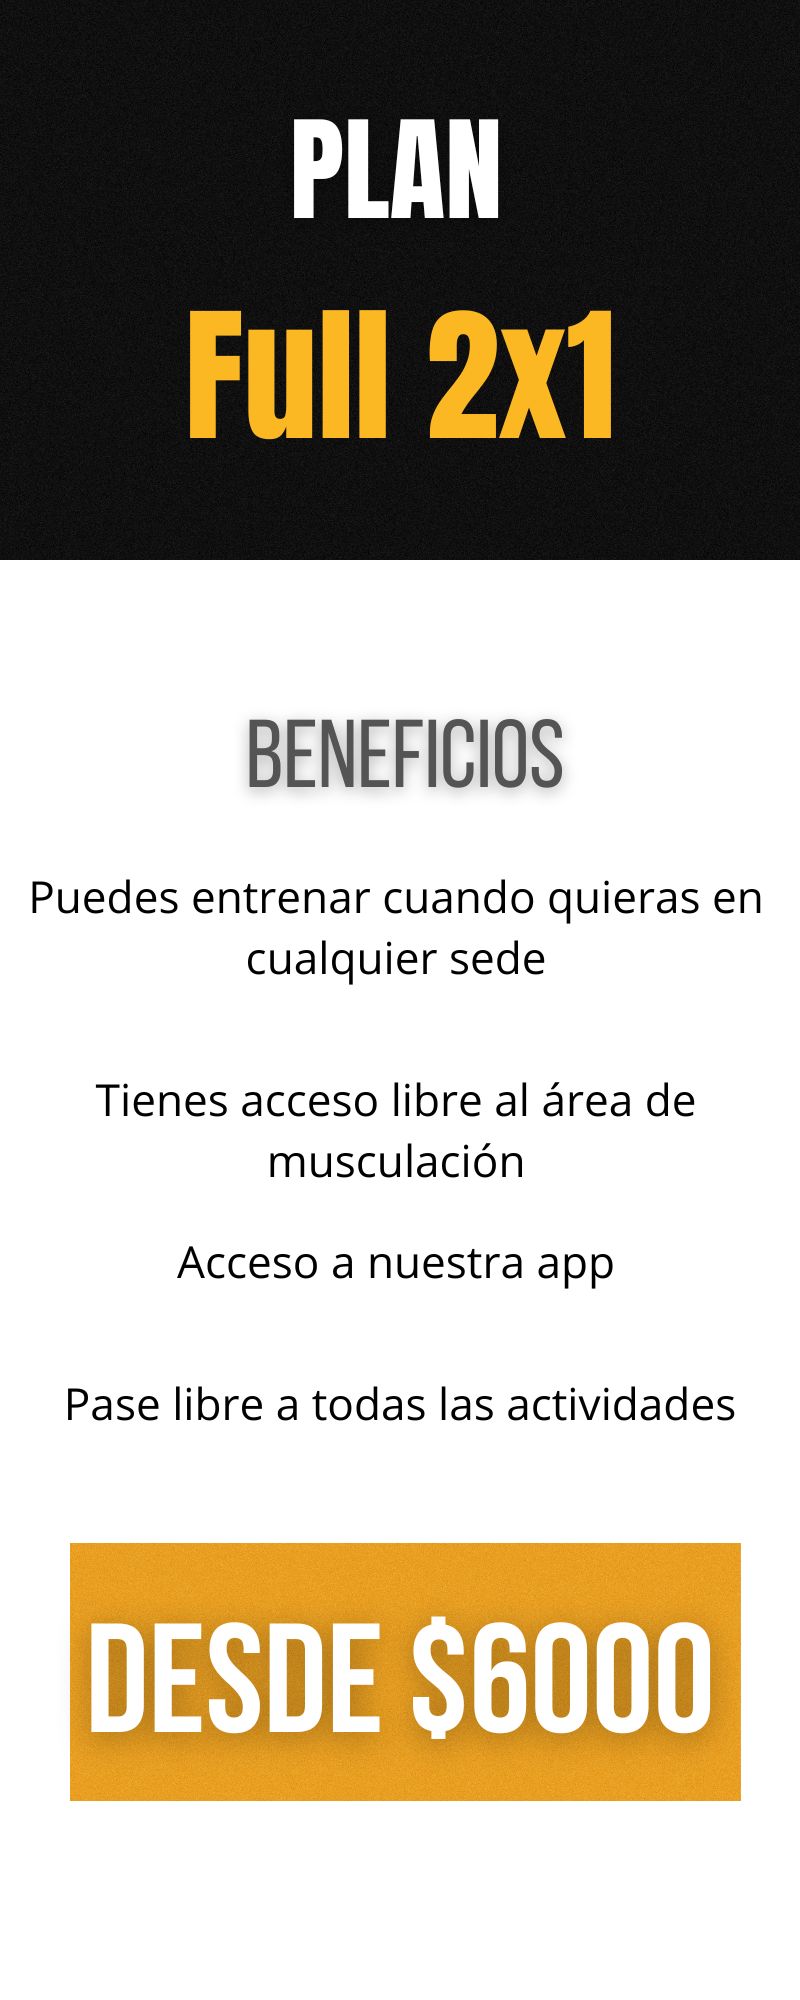 PLAN
Full 2x1
BENEFICIOS
Puedes entrenar cuando quieras en
cualquier sede
Tienes acceso libre al área de
musculación
Acceso a nuestra app
Pase libre a todas las actividades
DESDE $6000